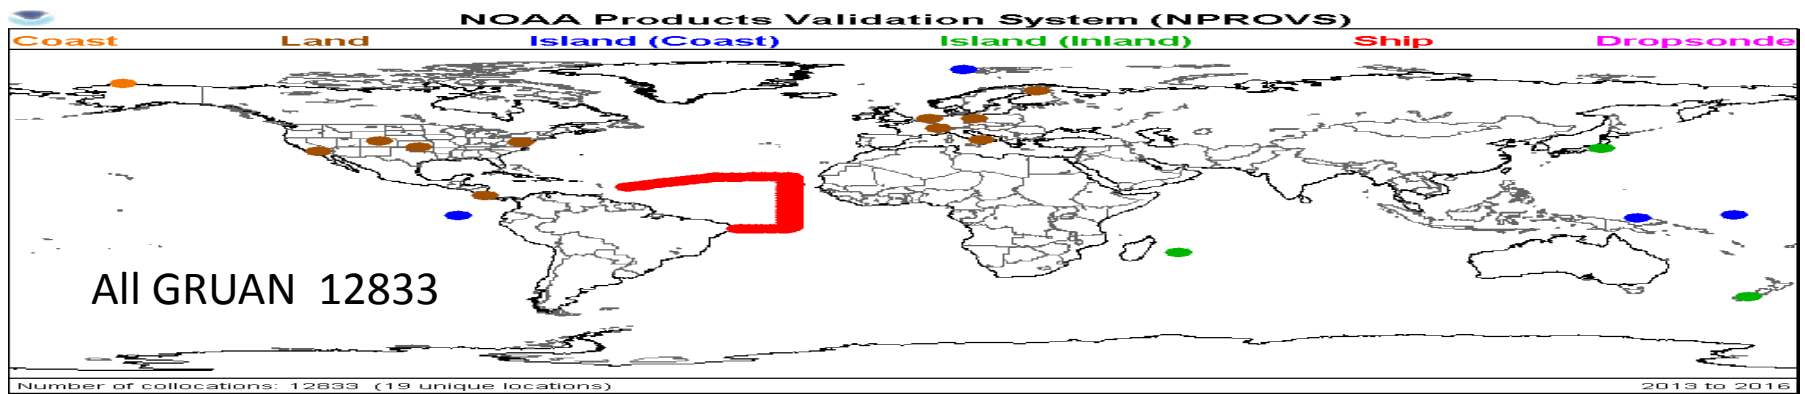 NOAA Products Validation System (NPROVS)
Coast Land Island (Coast) Island (Inland) Ship Dropsonde
All GRUAN 12833
Number of collocations: 12833 (19 unique locations) 2013 to 2016